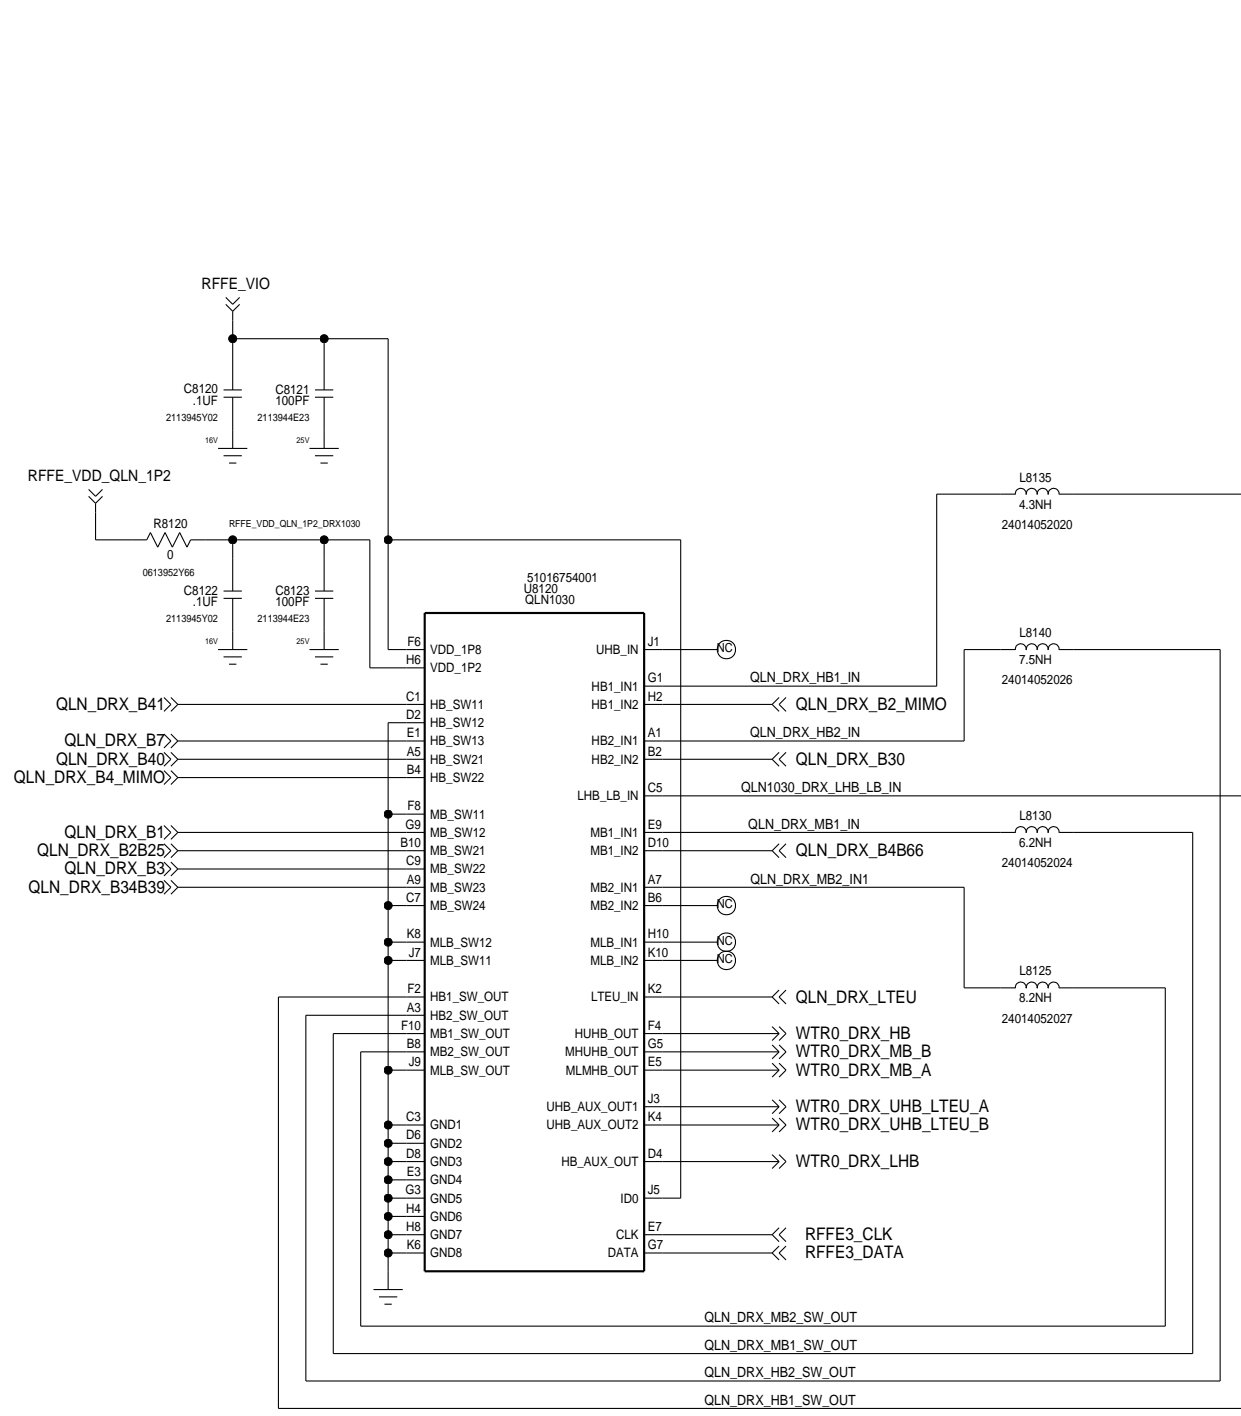 RFFE_VIO
C8120
.1UF
2113945Y02
16V
C8121
100PF
2113944E23
25V
RFFE_VDD_QLN_1P2
R8120
0
0613952Y66
RFFE_VDD_QLN_1P2_DRX1030
C8122
.1UF
2113945Y02
16V
C8123
100PF
2113944E23
25V
L8135
4.3NH
24014052020
51016754001
U8120
QLN1030
L8140
7.5NH
24014052026
F6 VDD_1P8
H6 VDD_1P2
QLN_DRX_B41 C1 HB_SW11
D2 HB_SW12
QLN_DRX_B7 E1 HB_SW13
QLN_DRX_B40 A5 HB_SW21
QLN_DRX_B4_MIMO B4 HB_SW22
F8 MB_SW11
QLN_DRX_B1 G9 MB_SW12
QLN_DRX_B2B25 B10 MB_SW21
QLN_DRX_B3 C9 MB_SW22
QLN_DRX_B34B39 A9 MB_SW23
C7 MB_SW24
K8 MLB_SW12
J7 MLB_SW11
F2 HB1_SW_OUT
A3 HB2_SW_OUT
F10 MB1_SW_OUT
B8 MB2_SW_OUT
J9 MLB_SW_OUT
C3 GND1
D6 GND2
D8 GND3
E3 GND4
G3 GND5
H4 GND6
H8 GND7
K6 GND8
UHB_IN J1 NC
HB1_IN1 G1 QLN_DRX_HB1_IN
HB1_IN2 H2 QLN_DRX_B2_MIMO
HB2_IN1 A1 QLN_DRX_HB2_IN
HB2_IN2 B2 QLN_DRX_B30
LHB_LB_IN C5 QLN1030_DRX_LHB_LB_IN
MB1_IN1 E9 QLN_DRX_MB1_IN
MB1_IN2 D10 QLN_DRX_B4B66
MB2_IN1 A7 QLN_DRX_MB2_IN1
MB2_IN2 B6 NC
MLB_IN1 H10 NC
MLB_IN2 K10 NC
LTEU_IN K2 QLN_DRX_LTEU
HUHB_OUT F4 WTR0_DRX_HB
MHUHB_OUT G5 WTR0_DRX_MB_B
MLMHB_OUT E5 WTR0_DRX_MB_A
UHB_AUX_OUT1 J3 WTR0_DRX_UHB_LTEU_A
UHB_AUX_OUT2 K4 WTR0_DRX_UHB_LTEU_B
HB_AUX_OUT D4 WTR0_DRX_LHB
ID0 J5
CLK E7 RFFE3_CLK
DATA G7 RFFE3_DATA
L8130
6.2NH
24014052024
L8125
8.2NH
24014052027
QLN_DRX_MB2_SW_OUT
QLN_DRX_MB1_SW_OUT
QLN_DRX_HB2_SW_OUT
QLN_DRX_HB1_SW_OUT